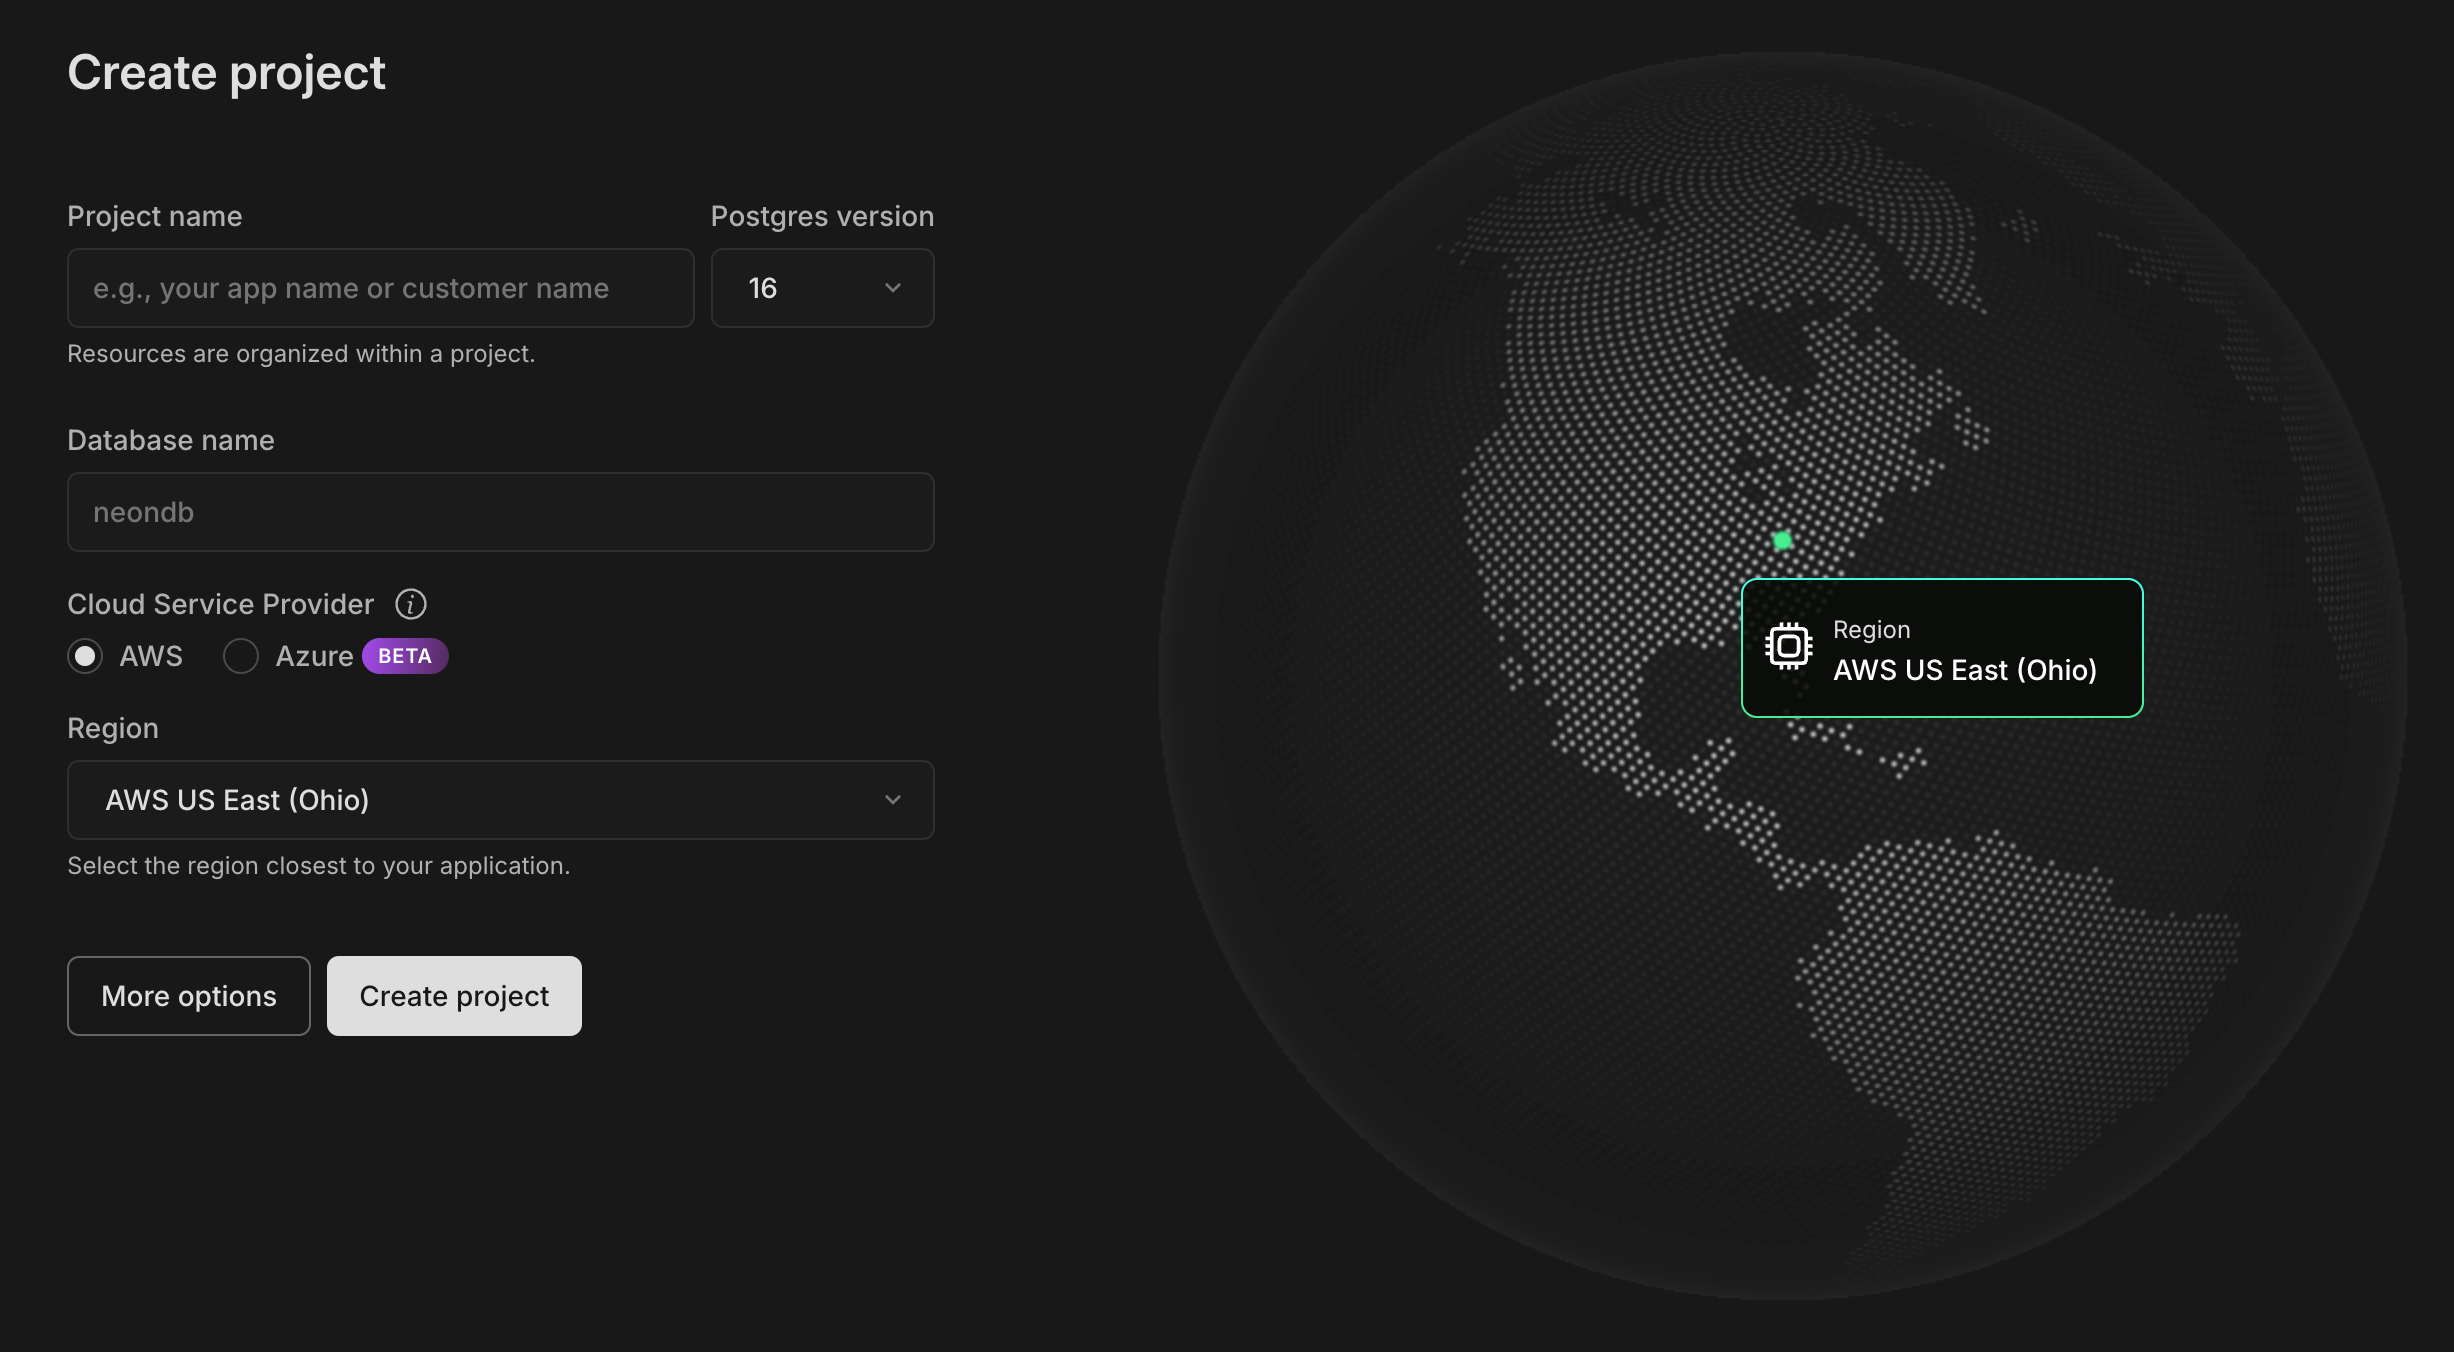 Create project
Project name
Postgres version
e.g., your app name or customer name
16
Resources are organized within a project.
Database name
neondb
Cloud Service Provider
AWS
Azure BETA
Region
AWS US East (Ohio)
Select the region closest to your application.
More options
Create project
Region
AWS US East (Ohio)